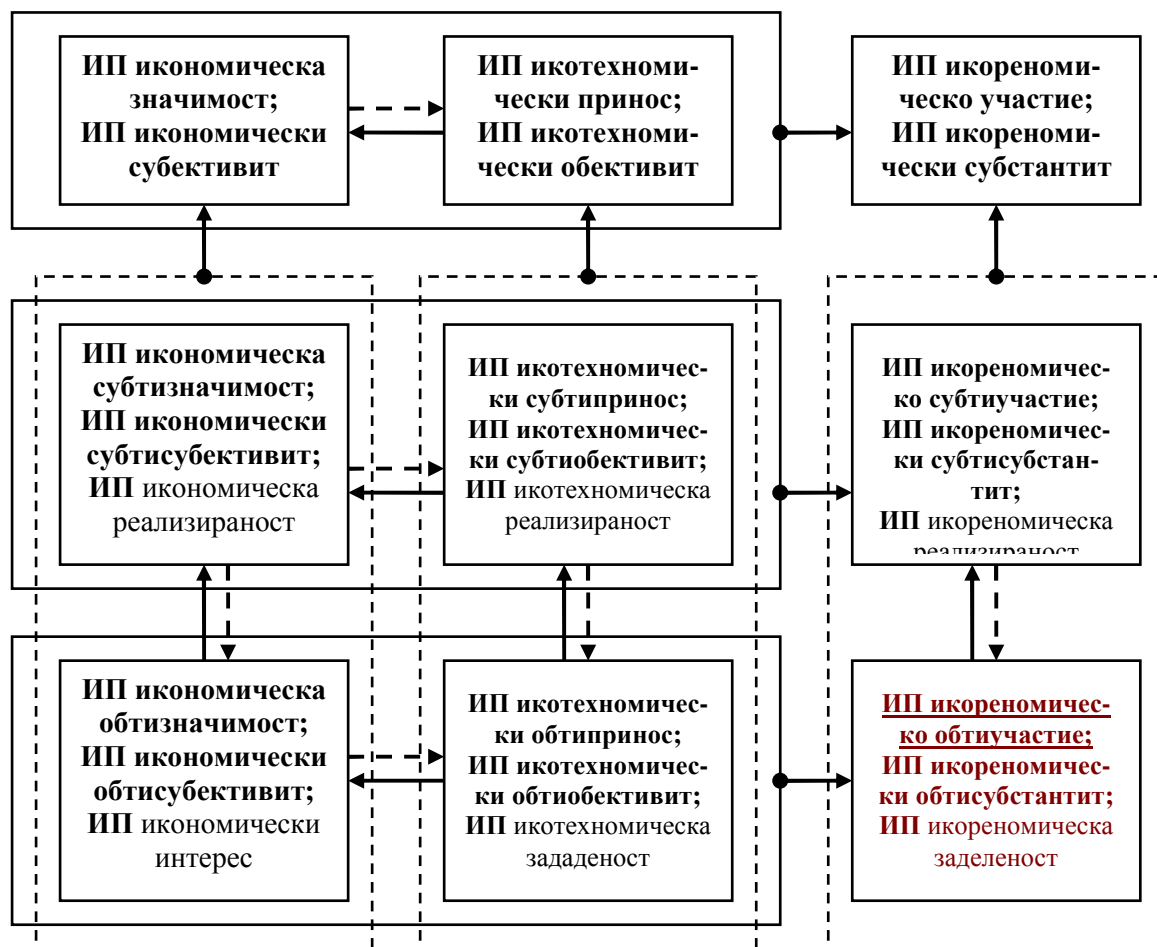 ИП икономическа
значимост;
ИП икономически
субективит
ИП икотехноми-
чески принос;
ИП икотехноми-
чески обективит
ИП икореноми-
ческо участие;
ИП икореноми-
чески субстантит
ИП икономическа
субтизначимост;
ИП икономически
субтисубективит;
ИП икономическа
реализираност
ИП икотехномичес-
ки субтипринос;
ИП икотехномичес-
ки субтиобективит;
ИП икотехномическа
реализираност
ИП икореномичес-
ко субтиучастие;
ИП икореномичес-
ки субтисубстан-
тит;
ИП икореномическа
реализираност
ИП икономическа
обтизначимост;
ИП икономически
обтисубективит;
ИП икономически
интерес
ИП икотехномичес-
ки обтипринос;
ИП икотехномичес-
ки обтиобективит;
ИП икотехномическа
зададеност
ИП икореномичес-
ко обтиучастие;
ИП икореномичес-
ки обтисубстантит;
ИП икореномическа
заделеност